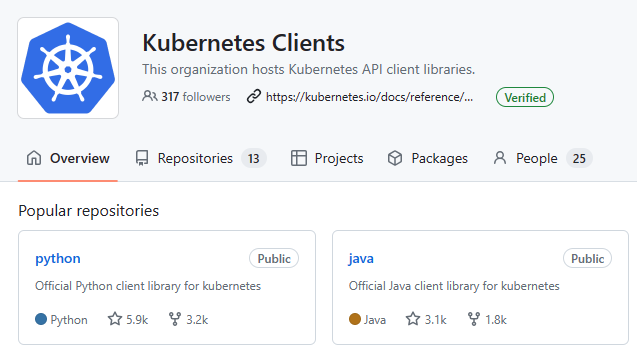 Kubernetes Clients
This organization hosts Kubernetes API client libraries.
317 followers https://kubernetes.io/docs/reference/... Verified
Overview Repositories 13 Projects Packages People 25
Popular repositories
python Public java Public
Official Python client library for kubernetes Official Java client library for kubernetes
Python 5.9k 3.2k Java 3.1k 1.8k